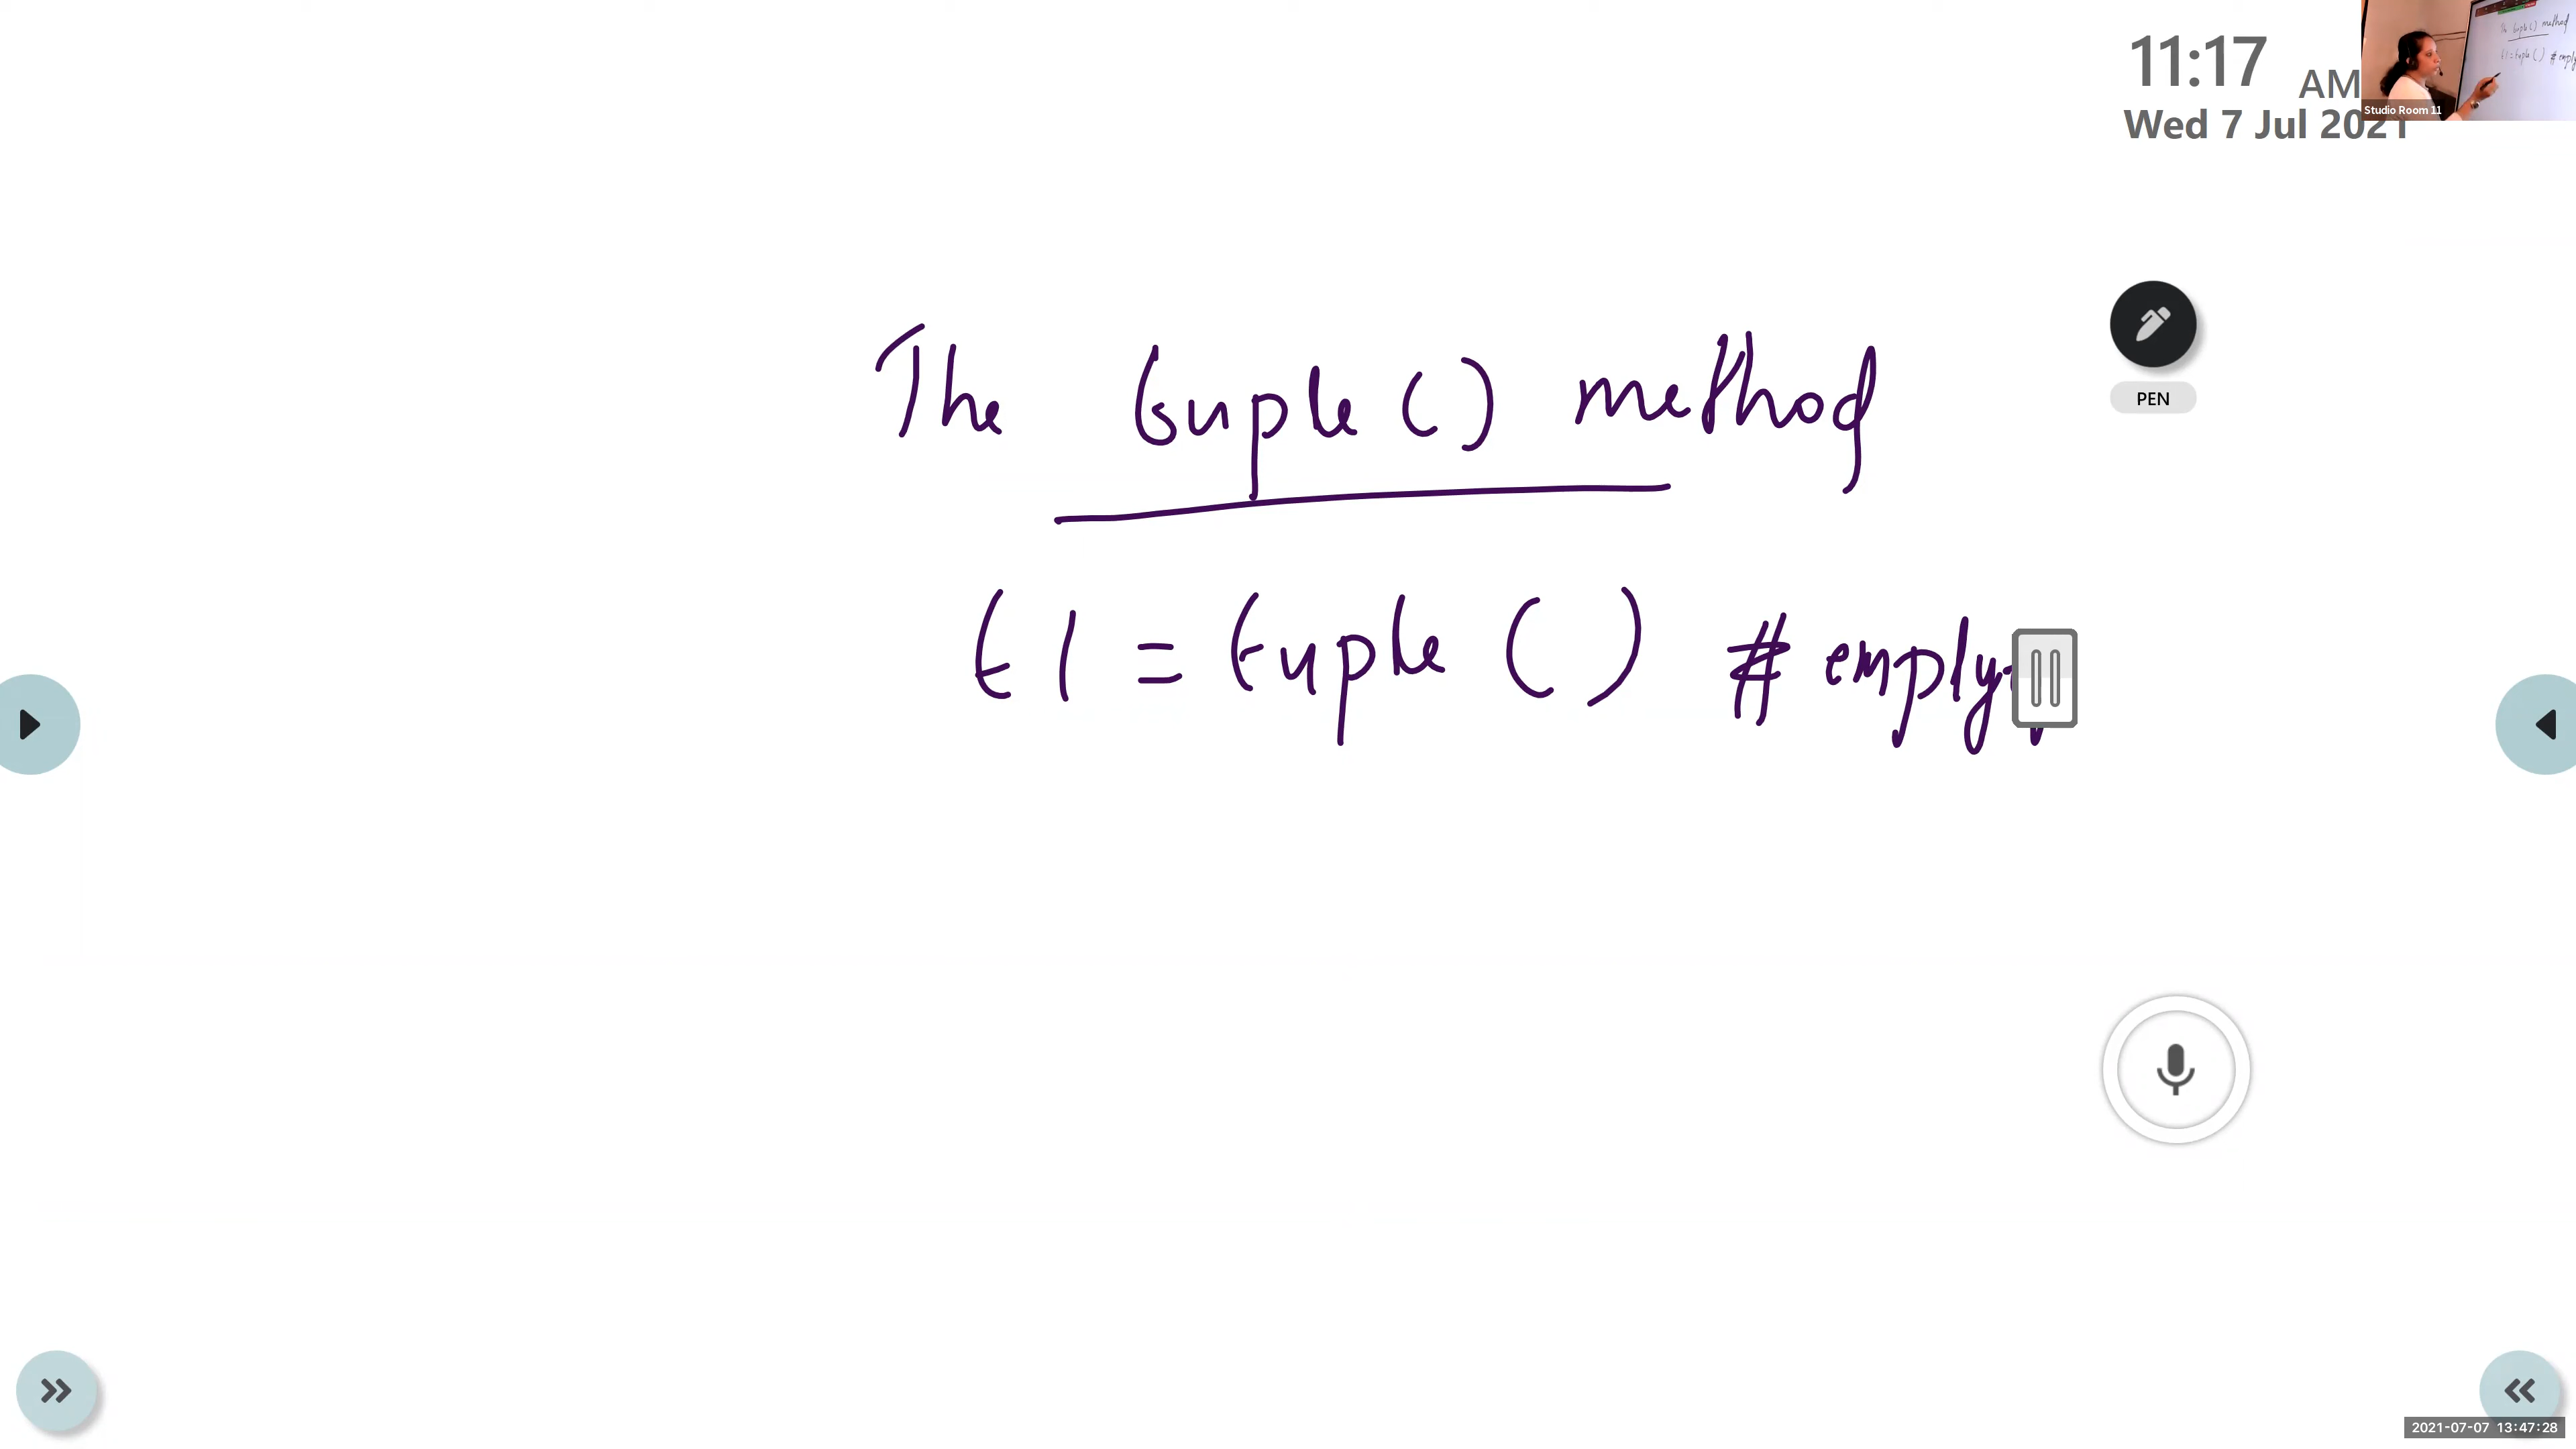 11:17 AM
Wed 7 Jul 2021
Studio Room 11
PEN
The tuple() method
t1 = tuple ( ) # empty
2021-07-07 13:47:28